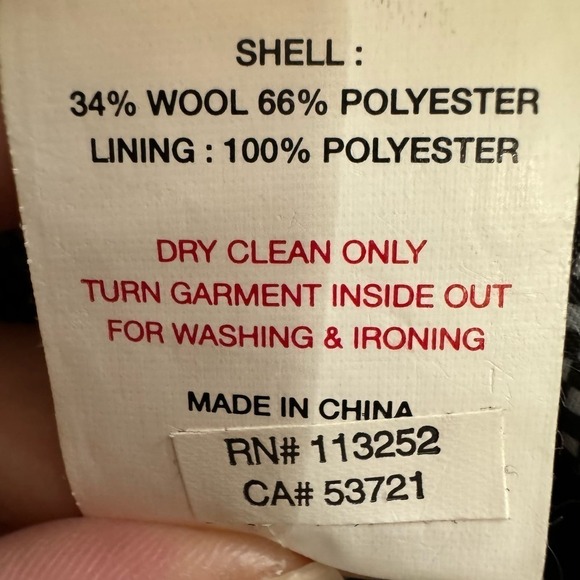 SHELL :
34% WOOL 66% POLYESTER
LINING : 100% POLYESTER
DRY CLEAN ONLY
TURN GARMENT INSIDE OUT
FOR WASHING & IRONING
MADE IN CHINA
RN# 113252
CA# 53721